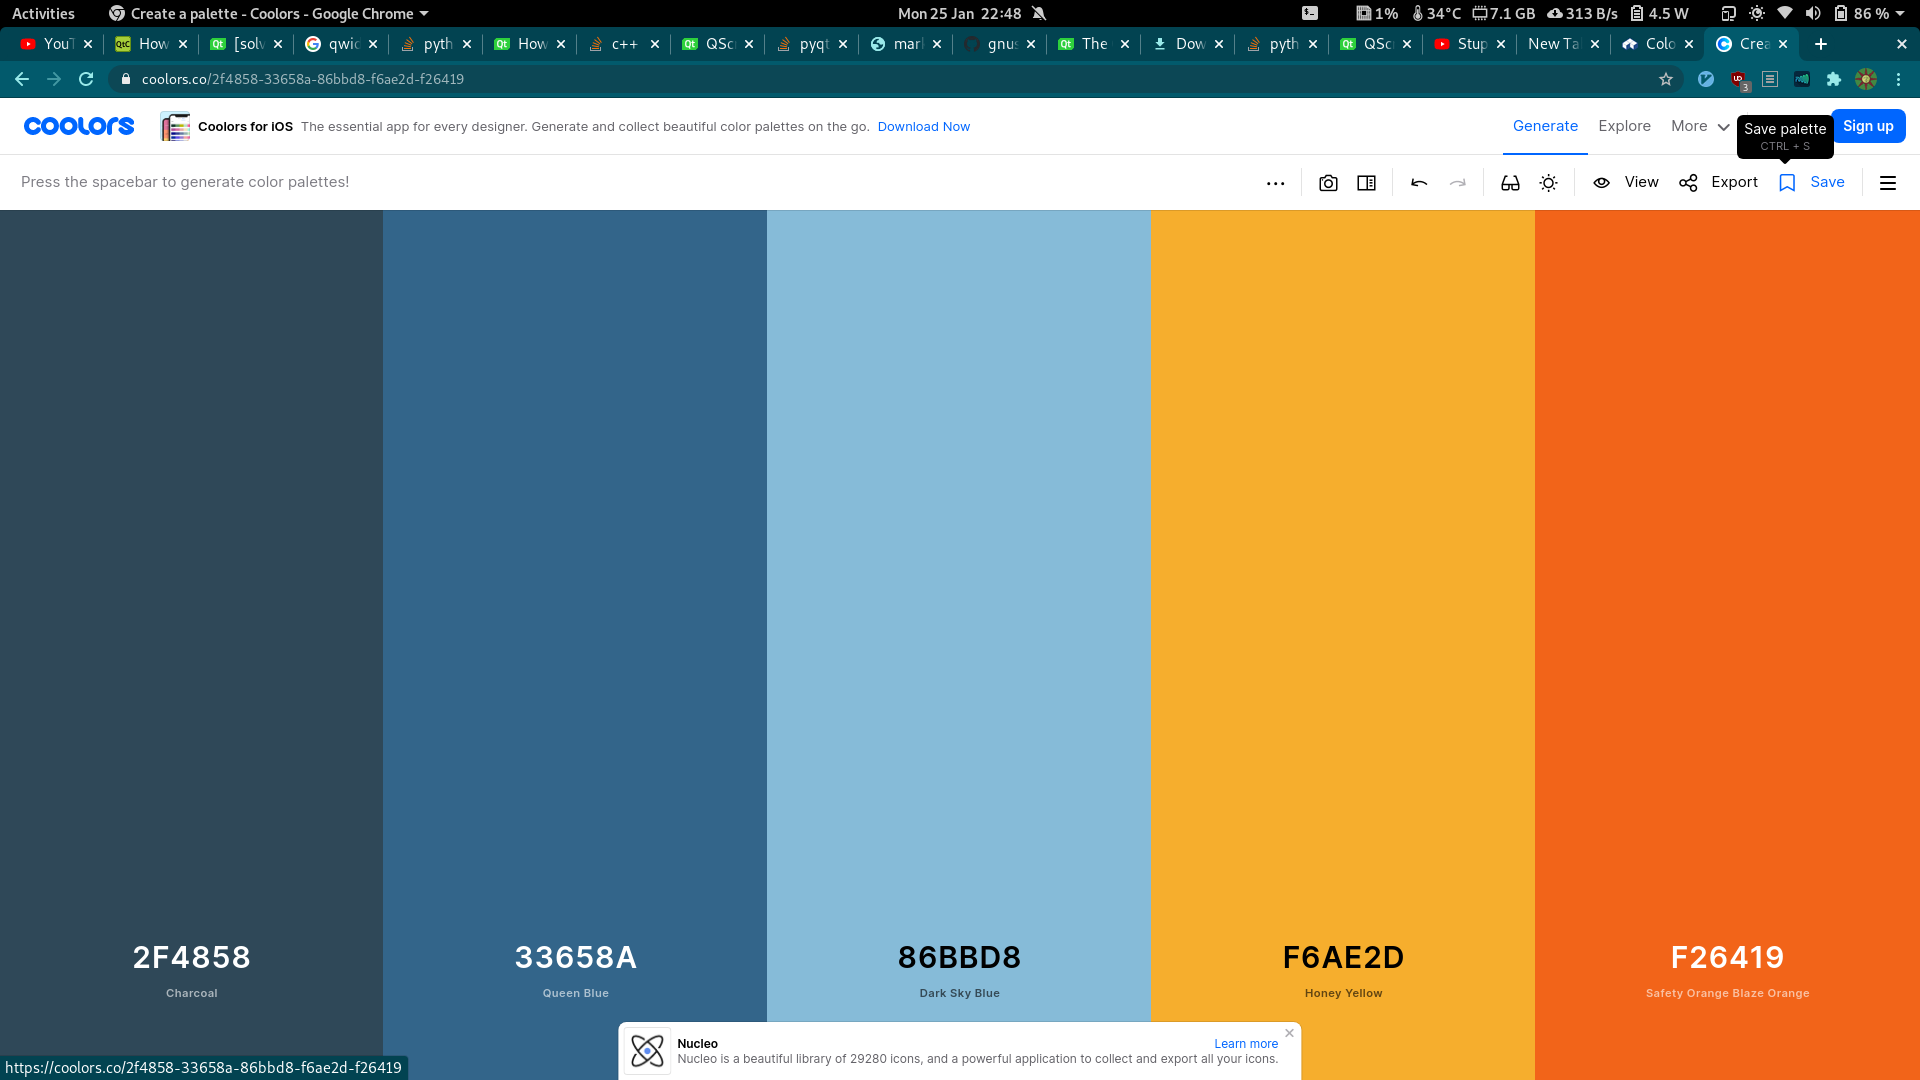 Activities Create a palette - Coolors - Google Chrome Mon 25 Jan 22:48 1% 34°C 7.1 GB 313 B/s 4.5 W 86 %
YouT How [solv qwid pyth How c++ QSc pyqt mar gnus The Dow pyth QSc Stup New Ta Colo Crea
coolors.co/2f4858-33658a-86bbd8-f6ae2d-f26419 3
coolors Coolors for iOS The essential app for every designer. Generate and collect beautiful color palettes on the go. Download Now Generate Explore More Sign up
Save palette
CTRL + S
Press the spacebar to generate color palettes! View Export Save
2F4858 33658A 86BBD8 F6AE2D F26419
Charcoal Queen Blue Dark Sky Blue Honey Yellow Safety Orange Blaze Orange
Nucleo Learn more
Nucleo is a beautiful library of 29280 icons, and a powerful application to collect and export all your icons.
https://coolors.co/2f4858-33658a-86bbd8-f6ae2d-f26419